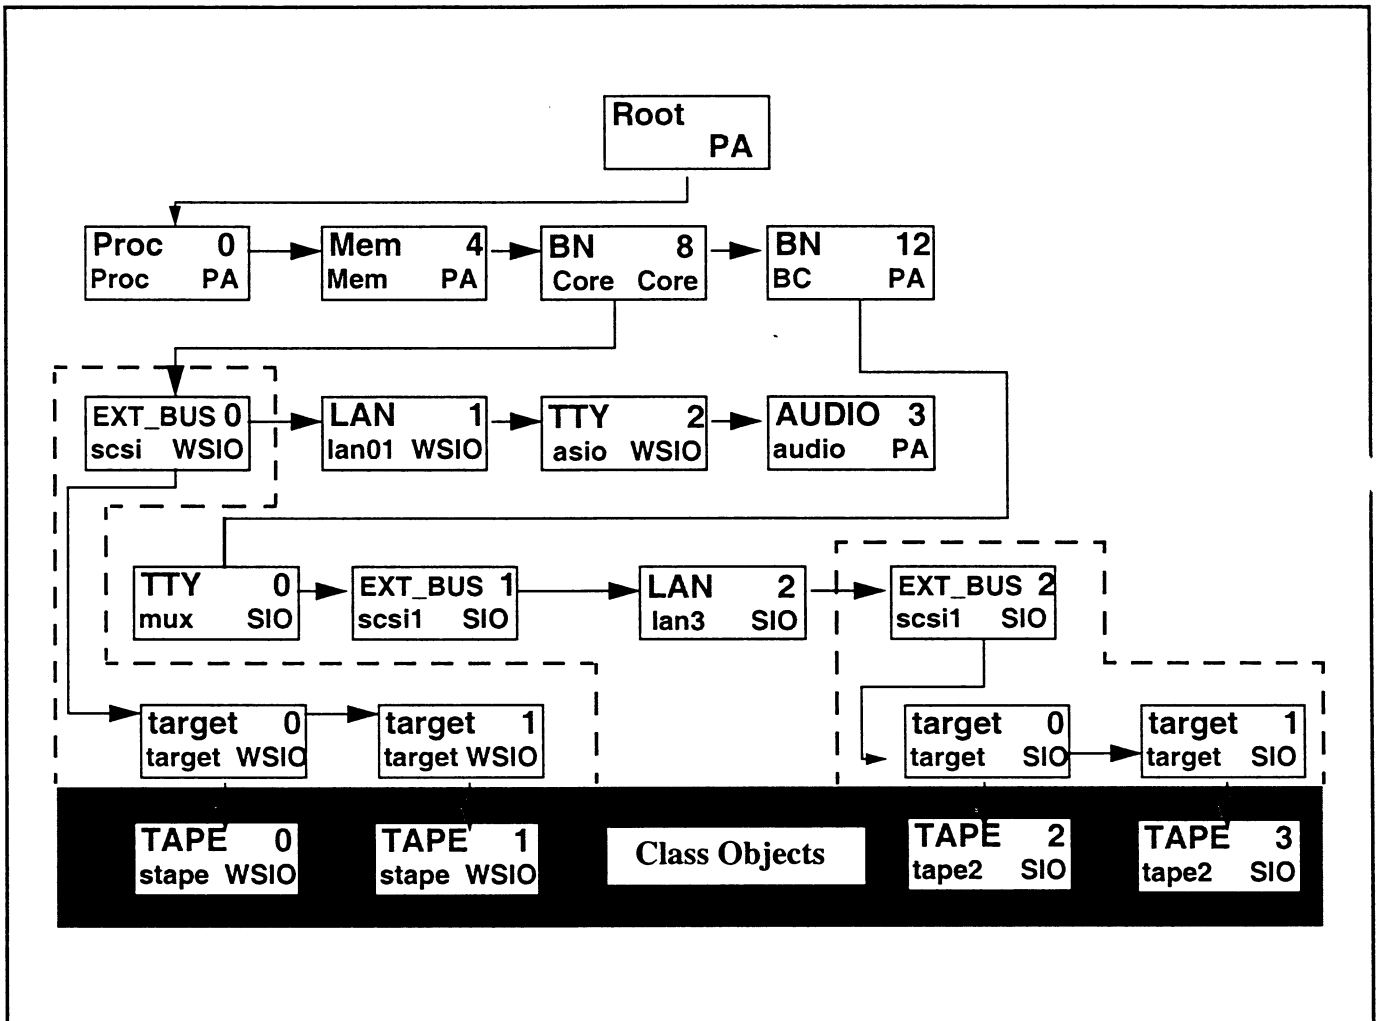 Root
PA
Proc 0
Proc PA
Mem 4
Mem PA
BN 8
Core Core
BN 12
BC PA
EXT_BUS 0
scsi WSIO
LAN 1
lan01 WSIO
TTY 2
asio WSIO
AUDIO 3
audio PA
TTY 0
mux SIO
EXT_BUS 1
scsi1 SIO
LAN 2
lan3 SIO
EXT_BUS 2
scsi1 SIO
target 0
target WSIO
target 1
target WSIO
target 0
target SIO
target 1
target SIO
TAPE 0
stape WSIO
TAPE 1
stape WSIO
Class Objects
TAPE 2
tape2 SIO
TAPE 3
tape2 SIO